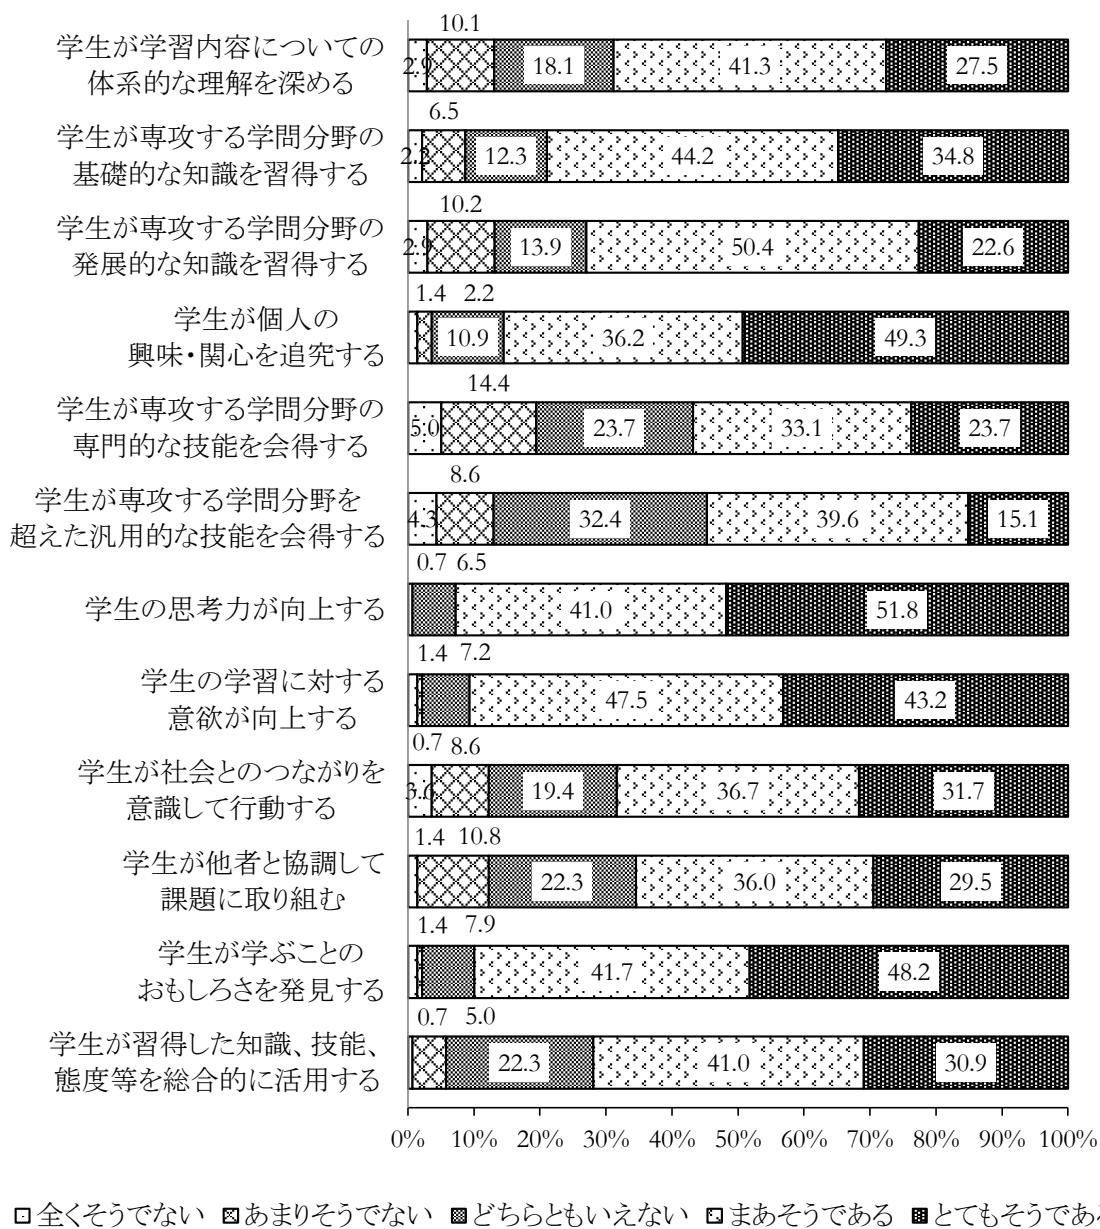 10.1
学生が学習内容についての
体系的な理解を深める
2.9 18.1 41.3 27.5
6.5
学生が専攻する学問分野の
基礎的な知識を習得する
2.2 12.3 44.2 34.8
10.2
学生が専攻する学問分野の
発展的な知識を習得する
2.9 13.9 50.4 22.6
1.4 2.2
学生が個人の
興味・関心を追究する
10.9 36.2 49.3
14.4
学生が専攻する学問分野の
専門的な技能を会得する
5.0 23.7 33.1 23.7
8.6
学生が専攻する学問分野を
超えた汎用的な技能を会得する
4.3 32.4 39.6 15.1
0.7 6.5
学生の思考力が向上する
41.0 51.8
1.4 7.2
学生の学習に対する
意欲が向上する
47.5 43.2
0.7 8.6
学生が社会とのつながりを
意識して行動する
3.6 19.4 36.7 31.7
1.4 10.8
学生が他者と協調して
課題に取り組む
22.3 36.0 29.5
1.4 7.9
学生が学ぶことの
おもしろさを発見する
41.7 48.2
0.7 5.0
学生が習得した知識、技能、
態度等を総合的に活用する
22.3 41.0 30.9
0% 10% 20% 30% 40% 50% 60% 70% 80% 90% 100%
全くそうでない あまりそうでない どちらともいえない まあそうである とてもそうであ